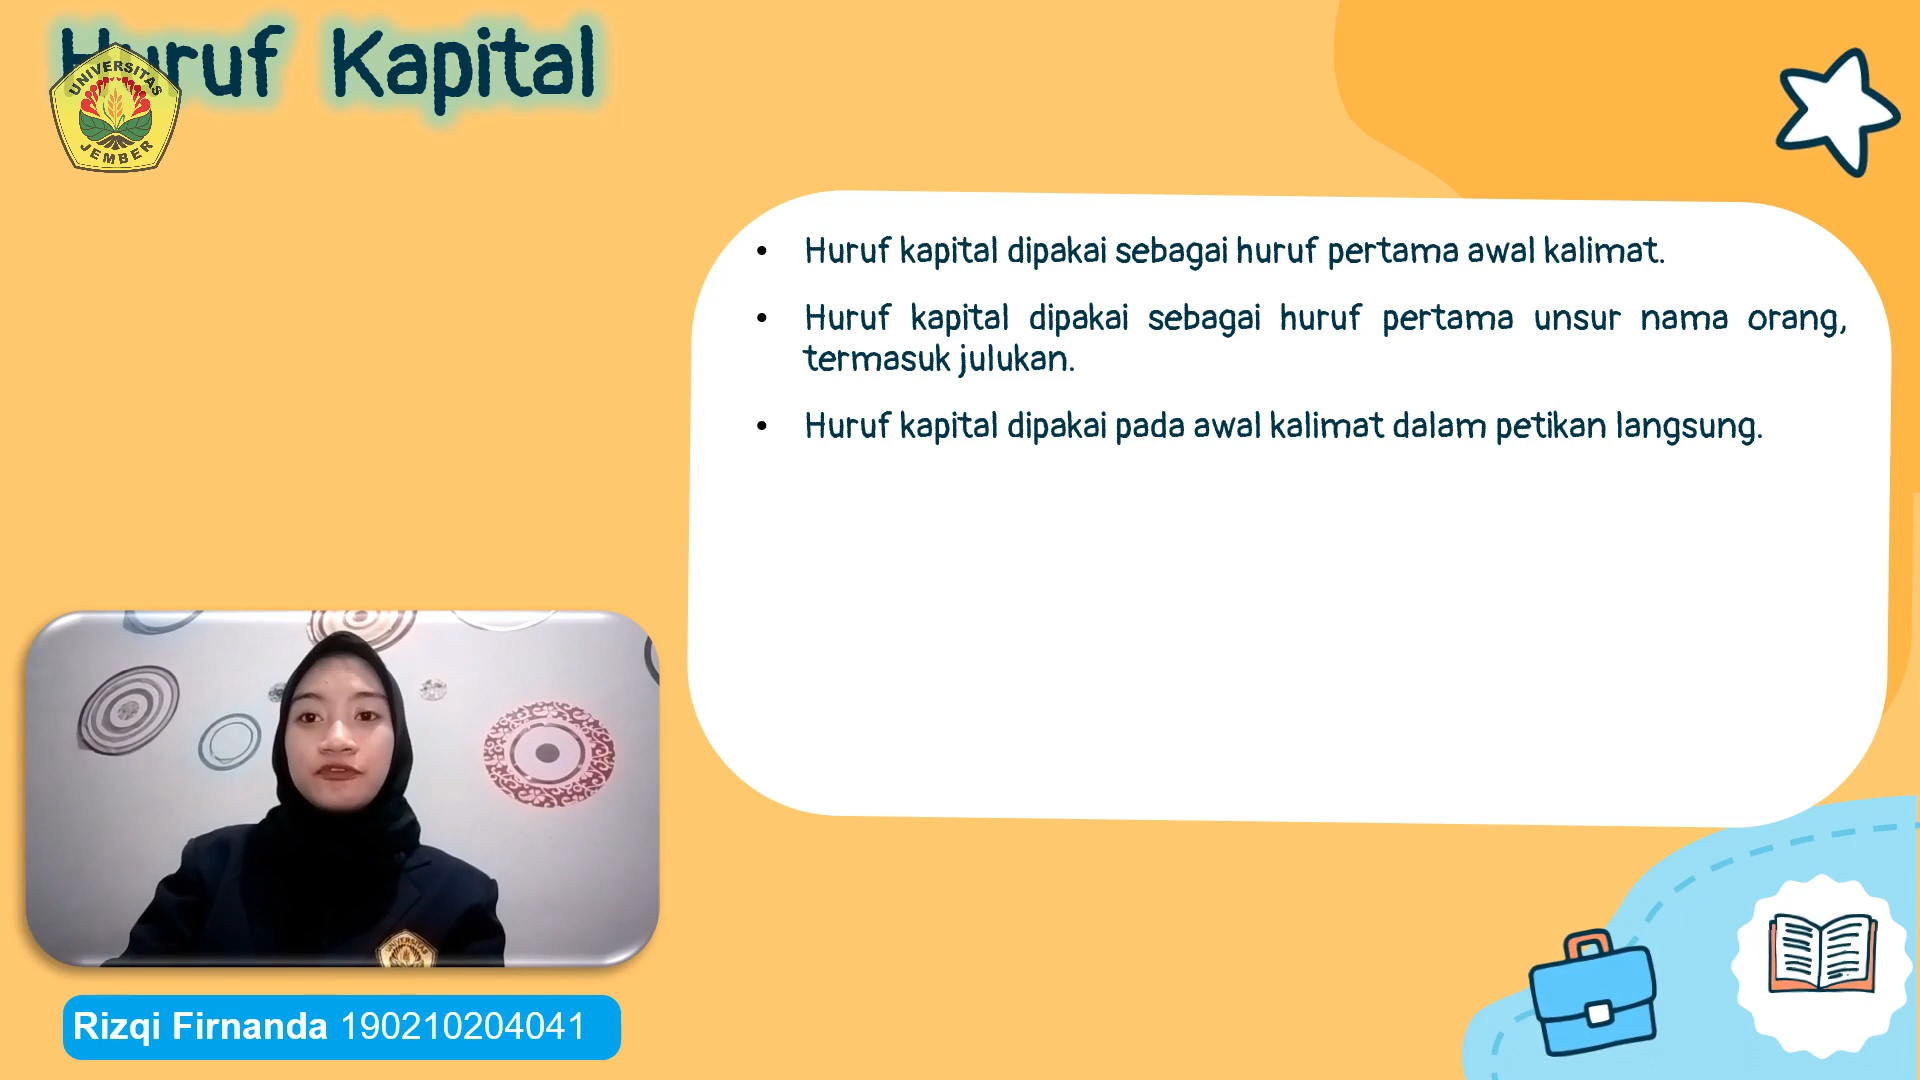 Huruf Kapital
UNIVERSITAS
JEMBER
• Huruf kapital dipakai sebagai huruf pertama awal kalimat.
• Huruf kapital dipakai sebagai huruf pertama unsur nama orang,
termasuk julukan.
• Huruf kapital dipakai pada awal kalimat dalam petikan langsung.
UNIVERSITAS
Rizqi Firnanda 190210204041